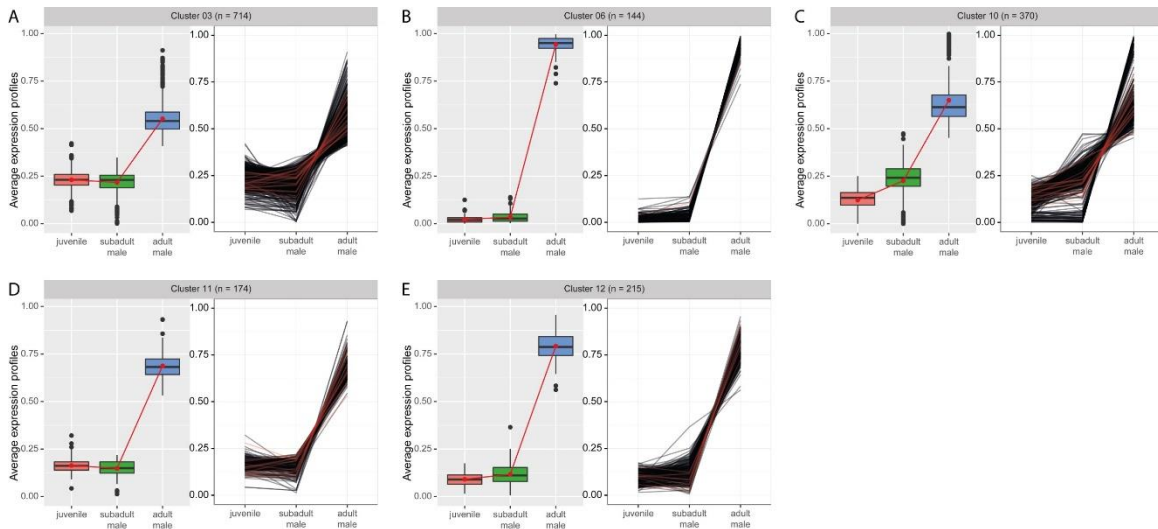 A
Cluster 03 (n = 714)
Average expression profiles
1.00
0.75
0.50
0.25
0.00
juvenile
subadult
male
adult
male
1.00
0.75
0.50
0.25
0.00
juvenile
subadult
male
adult
male
B
Cluster 06 (n = 144)
Average expression profiles
1.00
0.75
0.50
0.25
0.00
juvenile
subadult
male
adult
male
1.00
0.75
0.50
0.25
0.00
juvenile
subadult
male
adult
male
C
Cluster 10 (n = 370)
Average expression profiles
1.00
0.75
0.50
0.25
0.00
juvenile
subadult
male
adult
male
1.00
0.75
0.50
0.25
0.00
juvenile
subadult
male
adult
male
D
Cluster 11 (n = 174)
Average expression profiles
1.00
0.75
0.50
0.25
0.00
juvenile
subadult
male
adult
male
1.00
0.75
0.50
0.25
0.00
juvenile
subadult
male
adult
male
E
Cluster 12 (n = 215)
Average expression profiles
1.00
0.75
0.50
0.25
0.00
juvenile
subadult
male
adult
male
1.00
0.75
0.50
0.25
0.00
juvenile
subadult
male
adult
male